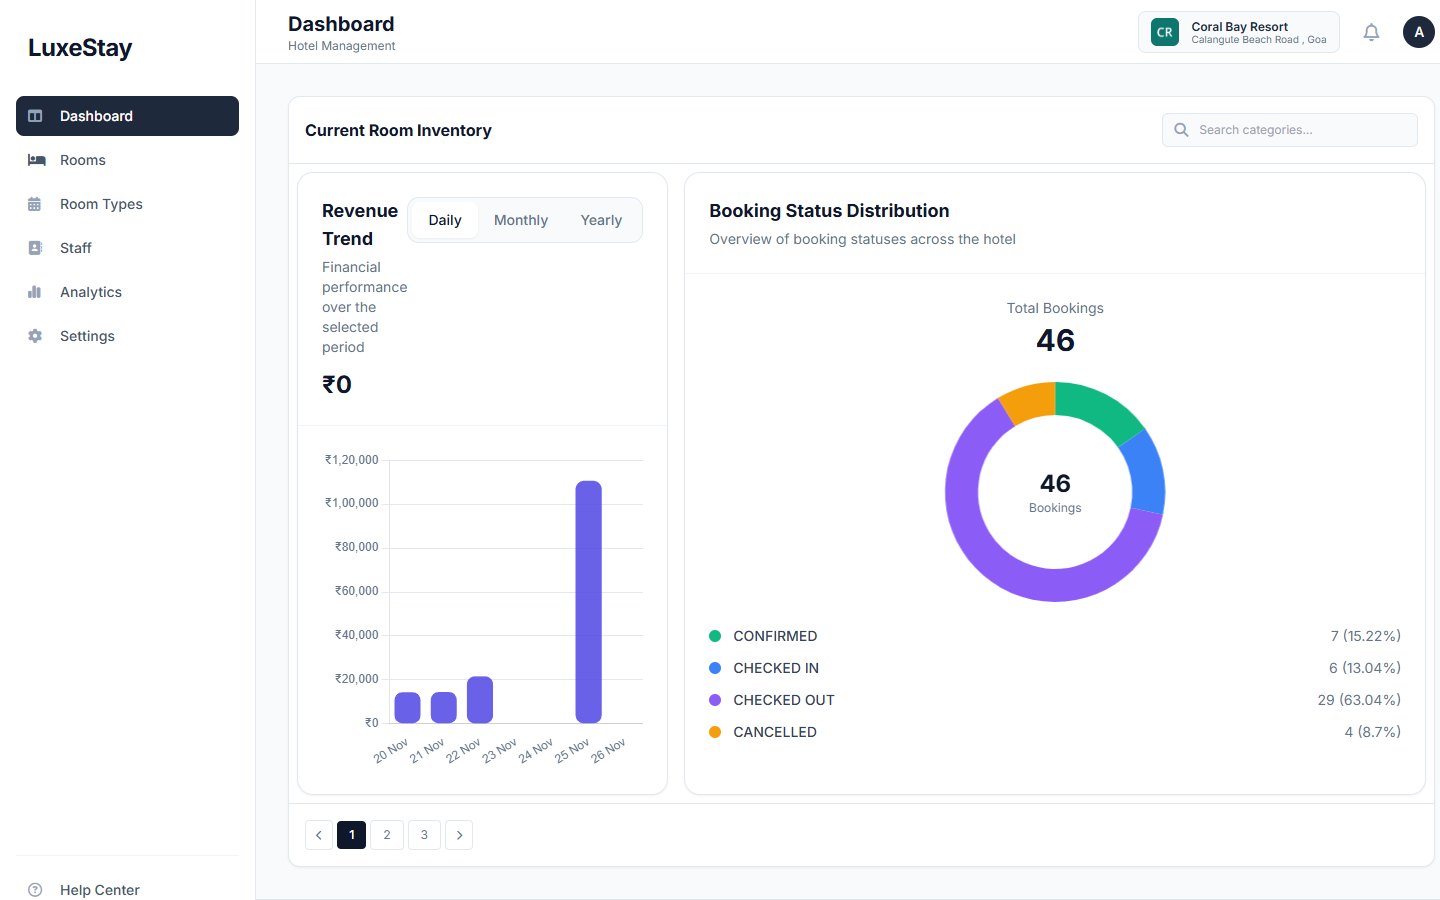 LuxeStay
Dashboard
Rooms
Room Types
Staff
Analytics
Settings
Help Center
Dashboard
Hotel Management
CR
Coral Bay Resort
Calangute Beach Road , Goa
A
Current Room Inventory
Search categories...
Revenue
Trend
Financial
performance
over the
selected
period
₹0
Daily
Monthly
Yearly
₹1,20,000
₹1,00,000
₹80,000
₹60,000
₹40,000
₹20,000
₹0
20 Nov
21 Nov
22 Nov
23 Nov
24 Nov
25 Nov
26 Nov
Booking Status Distribution
Overview of booking statuses across the hotel
Total Bookings
46
46
Bookings
CONFIRMED 7 (15.22%)
CHECKED IN 6 (13.04%)
CHECKED OUT 29 (63.04%)
CANCELLED 4 (8.7%)
1 2 3